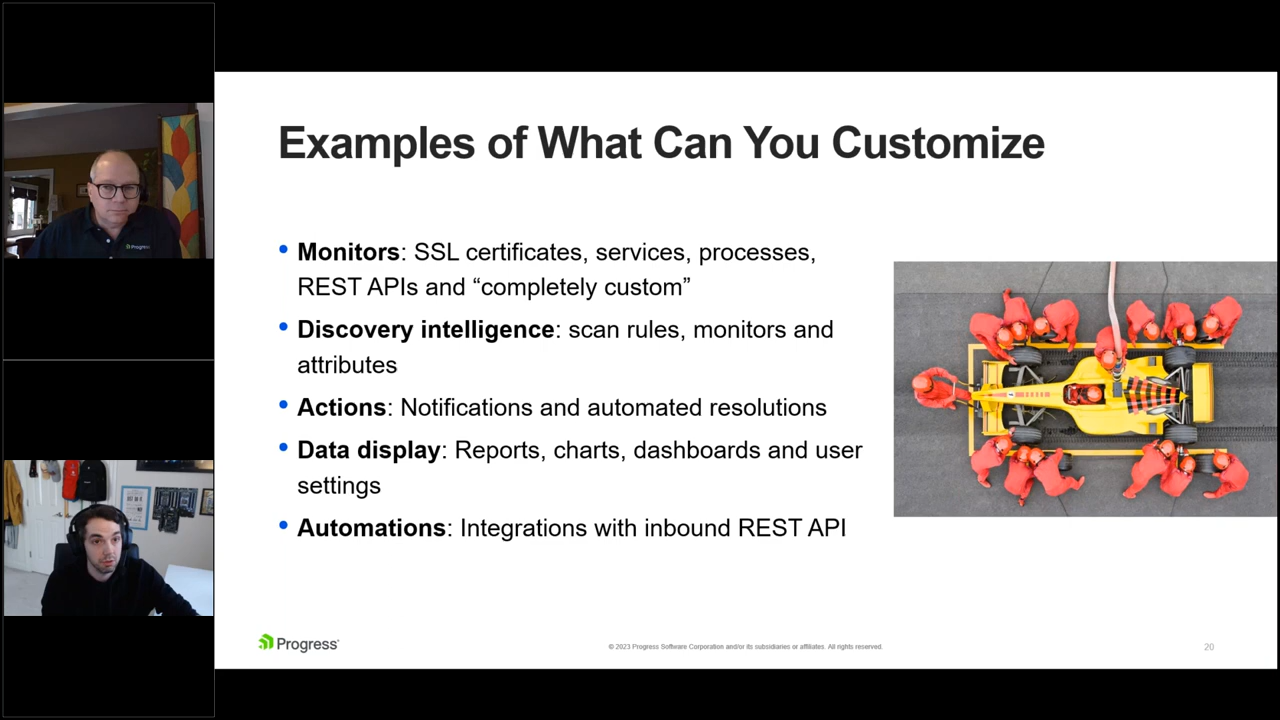 Examples of What Can You Customize
• Monitors: SSL certificates, services, processes,
REST APIs and “completely custom”
• Discovery intelligence: scan rules, monitors and
attributes
• Actions: Notifications and automated resolutions
• Data display: Reports, charts, dashboards and user
settings
• Automations: Integrations with inbound REST API
Progress
Progress
© 2023 Progress Software Corporation and/or its subsidiaries or affiliates. All rights reserved.
20